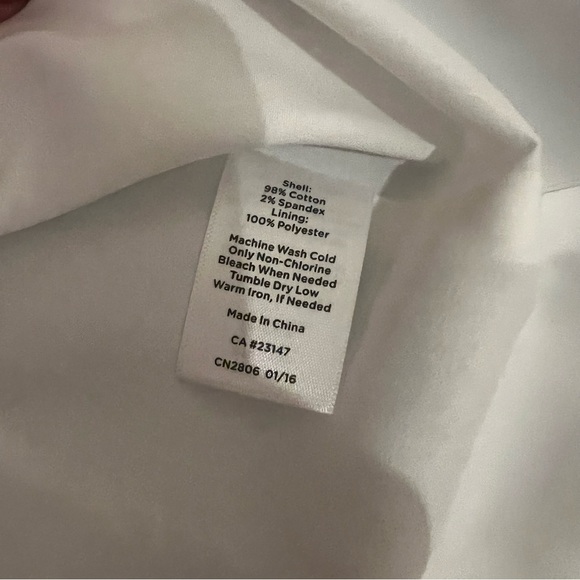 Shell:
98% Cotton
2% Spandex
Lining:
100% Polyester
Machine Wash Cold
Only Non-Chlorine
Bleach When Needed
Tumble Dry Low
Warm Iron, If Needed
Made In China
CA #23147
CN2806 01/16